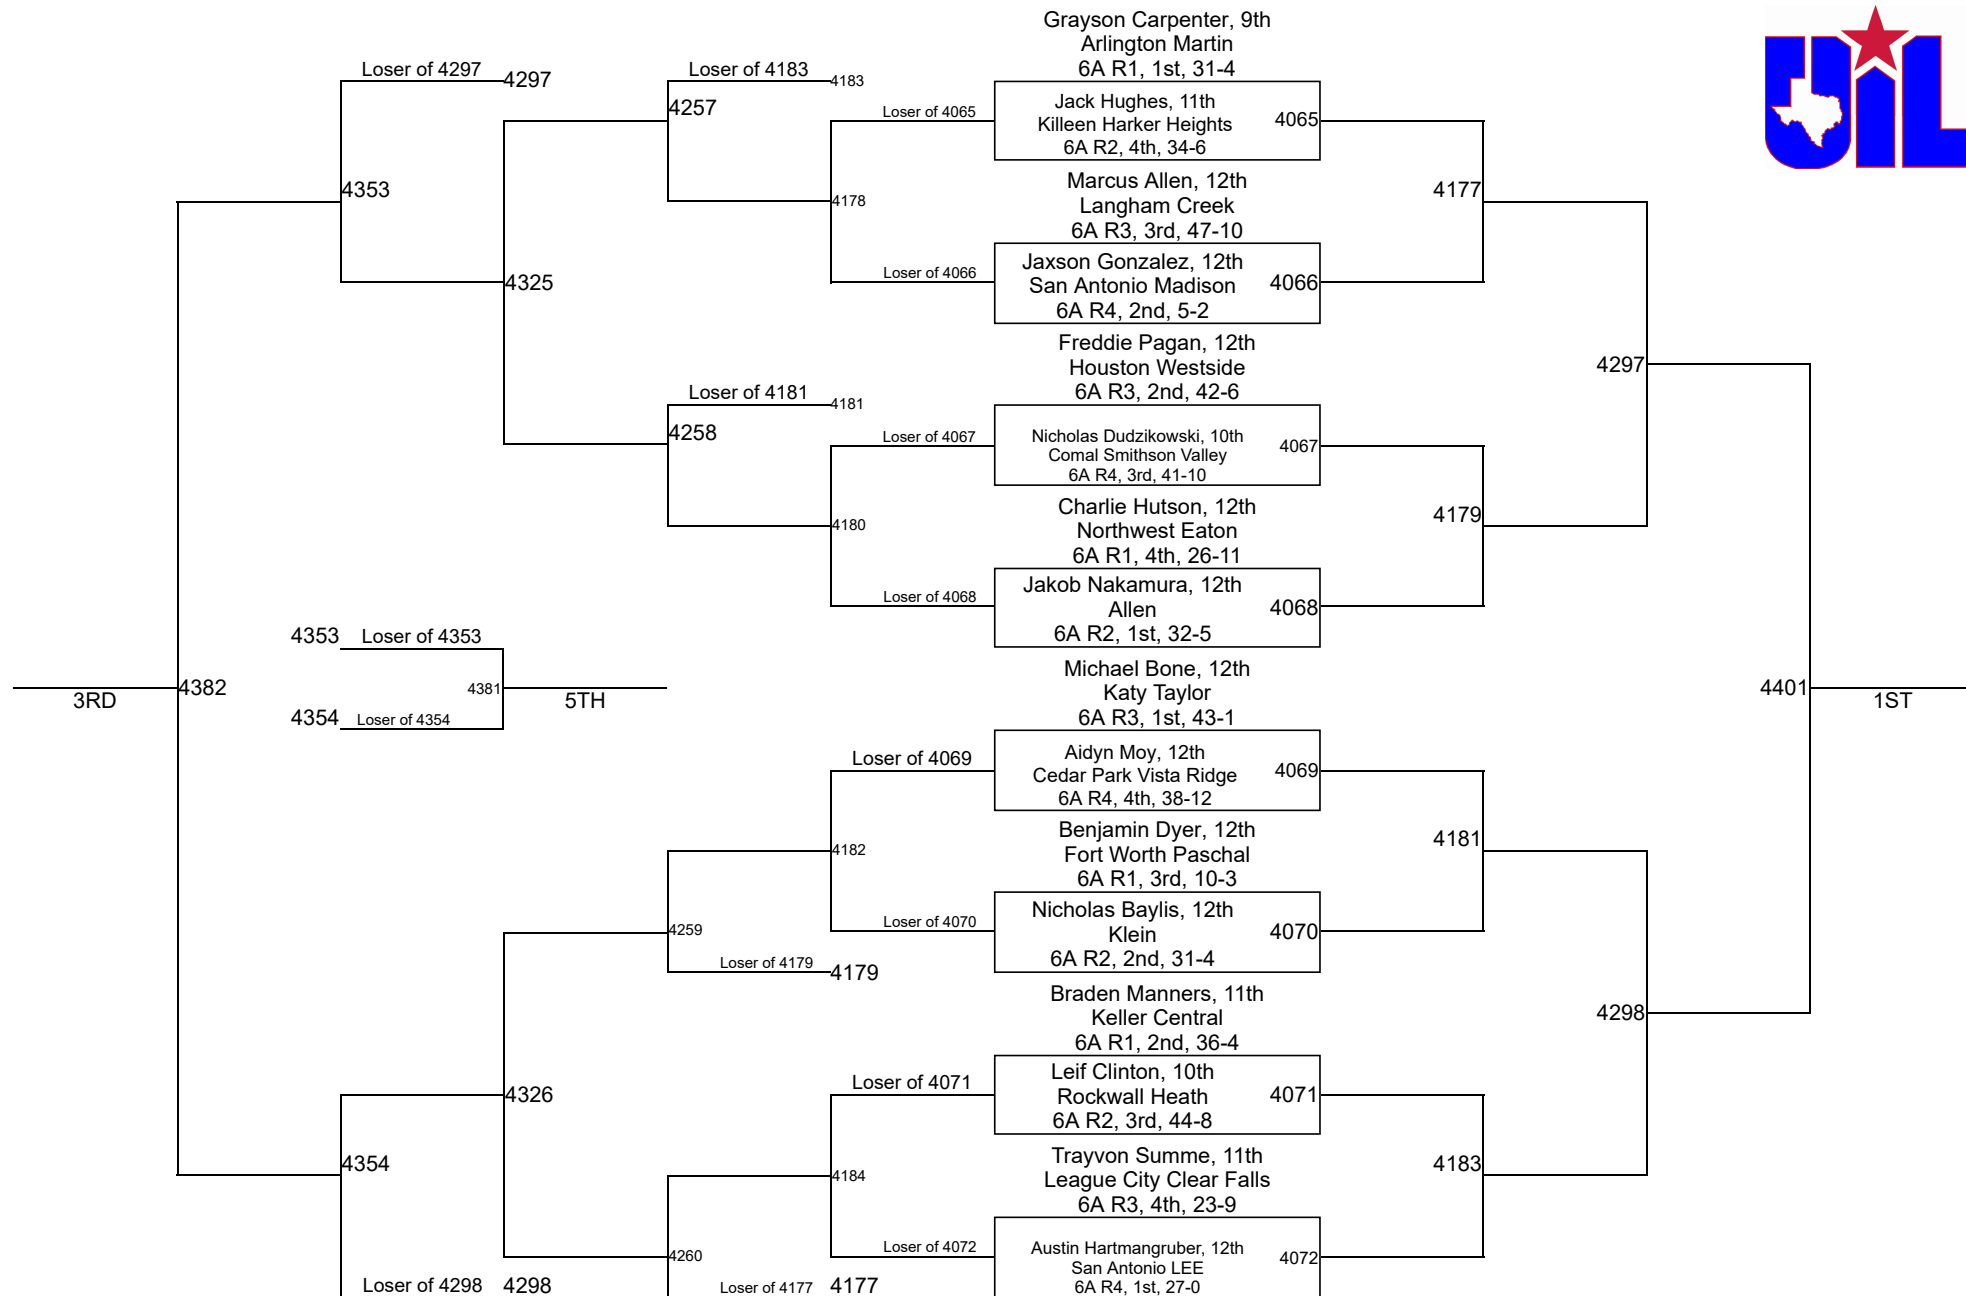 Grayson Carpenter, 9th
Arlington Martin
6A R1, 1st, 31-4
Loser of 4297
4297
Loser of 4183
4183
4257
Loser of 4065
Jack Hughes, 11th
Killeen Harker Heights
6A R2, 4th, 34-6
4065
UIL
4353
4178
Marcus Allen, 12th
Langham Creek
6A R3, 3rd, 47-10
4177
4325
Loser of 4066
Jaxson Gonzalez, 12th
San Antonio Madison
6A R4, 2nd, 5-2
4066
Freddie Pagan, 12th
Houston Westside
6A R3, 2nd, 42-6
4297
Loser of 4181
4181
4258
Loser of 4067
Nicholas Dudzikowski, 10th
Comal Smithson Valley
6A R4, 3rd, 41-10
4067
4180
Charlie Hutson, 12th
Northwest Eaton
6A R1, 4th, 26-11
4179
Loser of 4068
Jakob Nakamura, 12th
Allen
6A R2, 1st, 32-5
4068
4353
Loser of 4353
3RD
4382
4381
5TH
4354
Loser of 4354
Michael Bone, 12th
Katy Taylor
6A R3, 1st, 43-1
4401
1ST
Loser of 4069
Aidyn Moy, 12th
Cedar Park Vista Ridge
6A R4, 4th, 38-12
4069
4182
Benjamin Dyer, 12th
Fort Worth Paschal
6A R1, 3rd, 10-3
4181
4259
Loser of 4070
Nicholas Baylis, 12th
Klein
6A R2, 2nd, 31-4
4070
Loser of 4179
4179
Braden Manners, 11th
Keller Central
6A R1, 2nd, 36-4
4298
4326
Loser of 4071
Leif Clinton, 10th
Rockwall Heath
6A R2, 3rd, 44-8
4071
4354
4184
Trayvon Summe, 11th
League City Clear Falls
6A R3, 4th, 23-9
4183
4260
Loser of 4072
Austin Hartmangruber, 12th
San Antonio LEE
6A R4, 1st, 27-0
4072
Loser of 4298
4298
Loser of 4177
4177